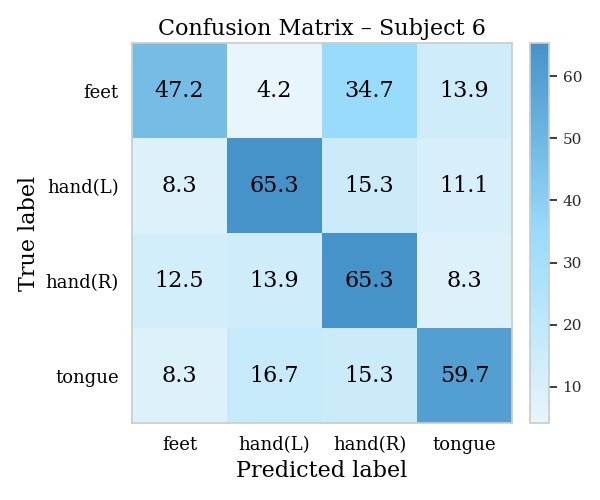 Confusion Matrix – Subject 6
feet 47.2 4.2 34.7 13.9
hand(L) 8.3 65.3 15.3 11.1
hand(R) 12.5 13.9 65.3 8.3
tongue 8.3 16.7 15.3 59.7
feet hand(L) hand(R) tongue
Predicted label
True label
60
50
40
30
20
10